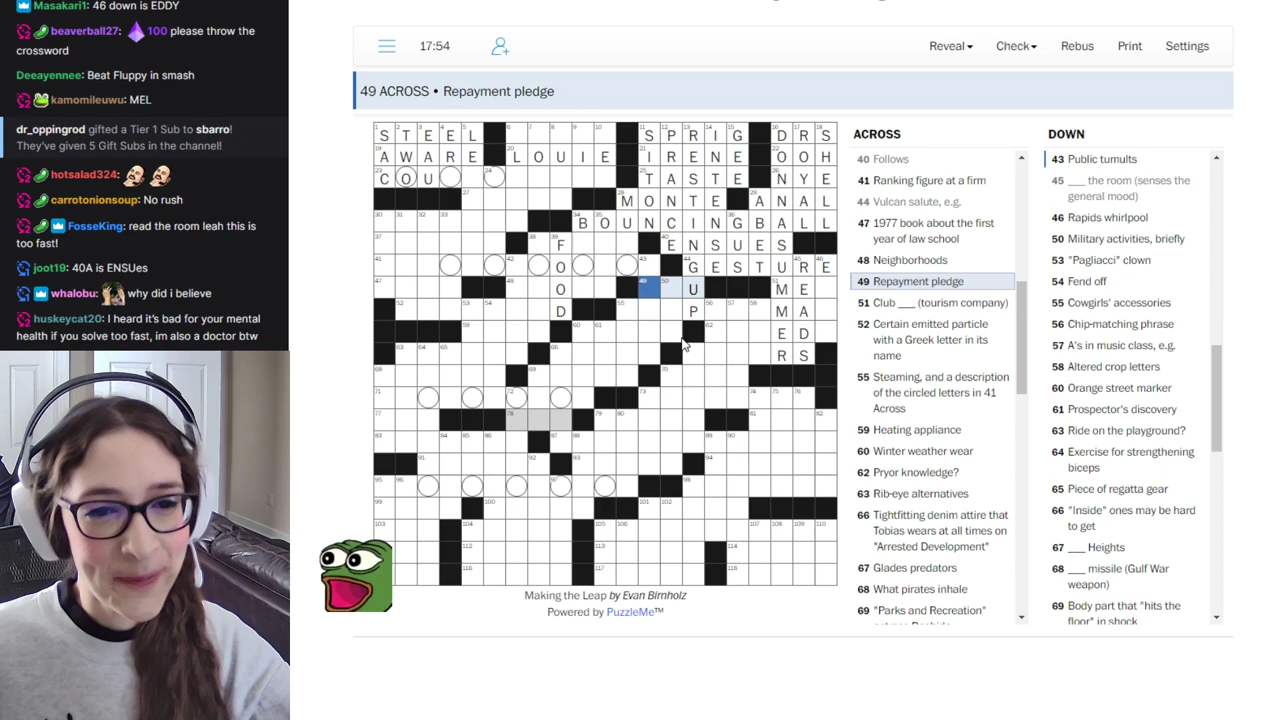 Masakari1: 46 down is EDDY
beaverball27: 100 please throw the
crossword
Deeayennee: Beat Fluppy in smash
kamomileuwu: MEL
dr_oppingrod gifted a Tier 1 Sub to sbarro!
They've given 5 Gift Subs in the channel!
hotsalad324:
carrotonionsoup: No rush
FosseKing: read the room leah this is
too fast!
joot19: 40A is ENSUes
whalobu: why did i believe
huskeycat20: I heard it's bad for your mental
health if you solve too fast, im also a doctor btw
17:54
Reveal Check Rebus Print Settings
49 ACROSS • Repayment pledge
S T E E L S P R I G D R S
A W A R E L O U I E I R E N E O O H
C O U T A S T E N Y E
M O N T E A N A L
B O U N C I N G B A L L
F E N S U E S
O G E S T U R E
O U M E
D P M A
E D
R S
Making the Leap by Evan Birnholz
Powered by PuzzleMe™
ACROSS
40 Follows
41 Ranking figure at a firm
44 Vulcan salute, e.g.
47 1977 book about the first
year of law school
48 Neighborhoods
49 Repayment pledge
51 Club ___ (tourism company)
52 Certain emitted particle
with a Greek letter in its
name
55 Steaming, and a description
of the circled letters in 41
Across
59 Heating appliance
60 Winter weather wear
62 Pryor knowledge?
63 Rib-eye alternatives
66 Tightfitting denim attire that
Tobias wears at all times on
"Arrested Development"
67 Glades predators
68 What pirates inhale
69 "Parks and Recreation"
DOWN
43 Public tumults
45 ___ the room (senses the
general mood)
46 Rapids whirlpool
50 Military activities, briefly
53 "Pagliacci" clown
54 Fend off
55 Cowgirls' accessories
56 Chip-matching phrase
57 A's in music class, e.g.
58 Altered crop letters
60 Orange street marker
61 Prospector's discovery
63 Ride on the playground?
64 Exercise for strengthening
biceps
65 Piece of regatta gear
66 "Inside" ones may be hard
to get
67 ___ Heights
68 ___ missile (Gulf War
weapon)
69 Body part that "hits the
floor" in shock